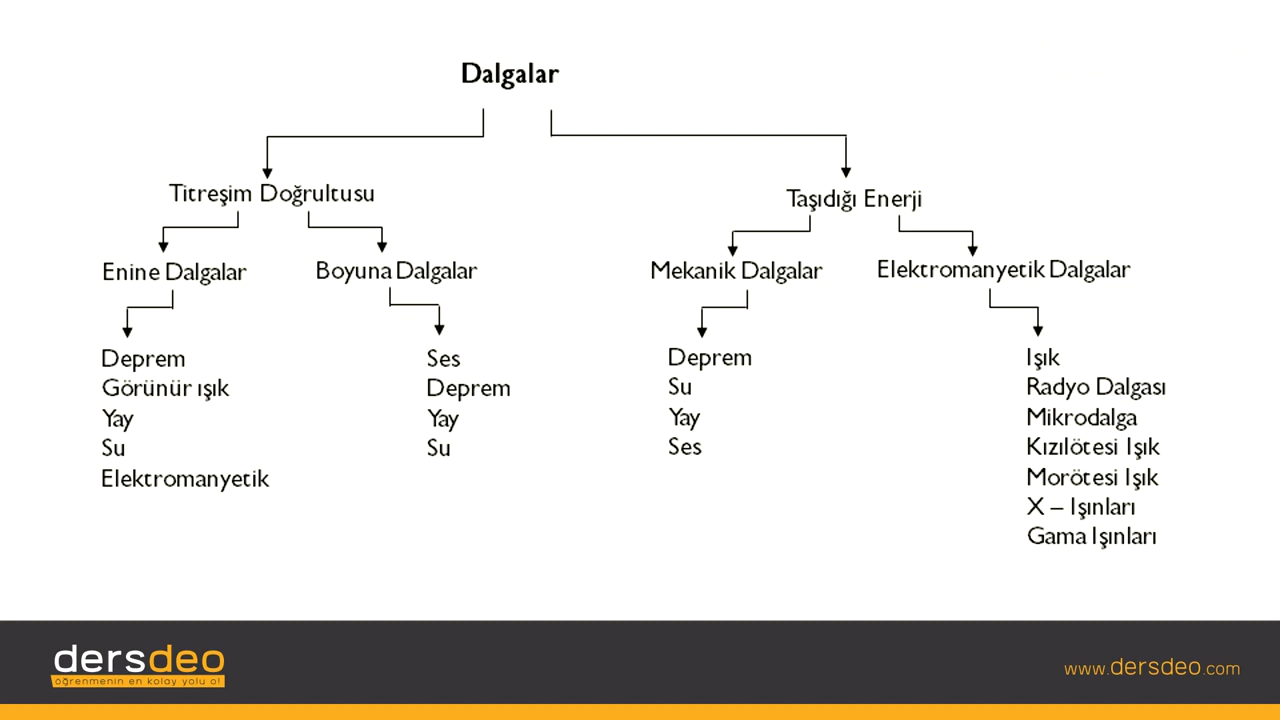 Dalgalar
Titreşim Doğrultusu
Taşıdığı Enerji
Enine Dalgalar
Boyuna Dalgalar
Mekanik Dalgalar
Elektromanyetik Dalgalar
Deprem
Görünür ışık
Yay
Su
Elektromanyetik
Ses
Deprem
Yay
Su
Deprem
Su
Yay
Ses
Işık
Radyo Dalgası
Mikrodalga
Kızılötesi Işık
Morötesi Işık
X – Işınları
Gama Işınları
dersdeo
öğrenmenin en kolay yolu o!
www.dersdeo.com